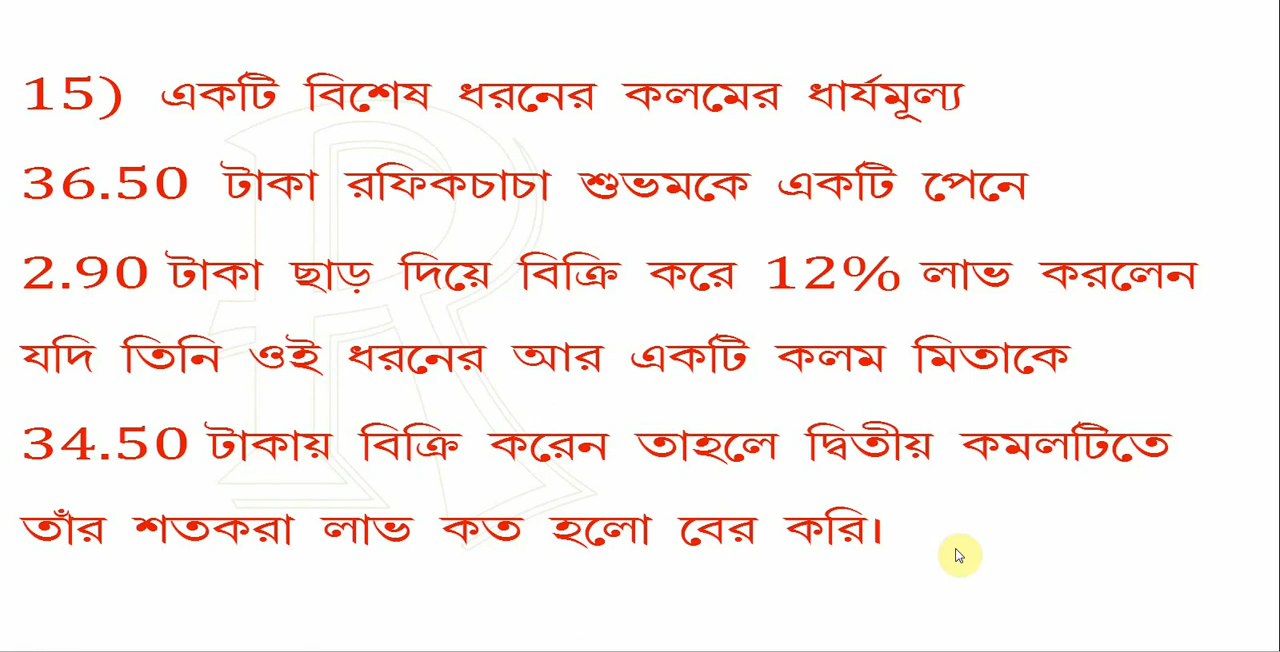 15) একটি বিশেষ ধরনের কলমের ধার্যমূল্য
36.50 টাকা রফিকচাচা শুভমকে একটি পেনে
2.90 টাকা ছাড় দিয়ে বিক্রি করে 12% লাভ করলেন
যদি তিনি ওই ধরনের আর একটি কলম মিতাকে
34.50 টাকায় বিক্রি করেন তাহলে দ্বিতীয় কমলটিতে
তাঁর শতকরা লাভ কত হলো বের করি।